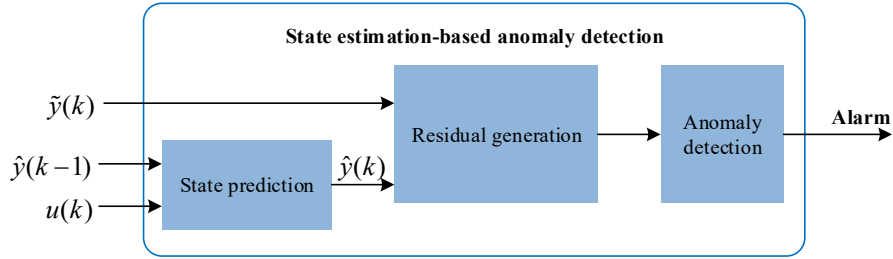 State estimation-based anomaly detection
ỹ(k)
Residual generation
Anomaly
detection
Alarm
ŷ(k−1)
u(k)
State prediction
ŷ(k)